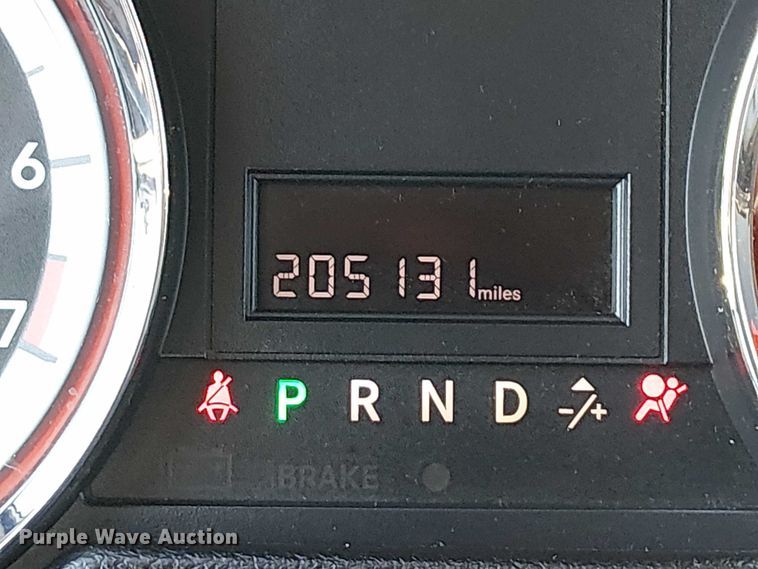 6
7
205131 miles
P R N D -/+
BRAKE
Purple Wave Auction